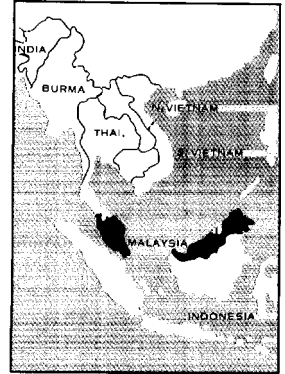 INDIA
BURMA
N. VIETNAM
THAI.
S. VIETNAM
MALAYSIA
INDONESIA